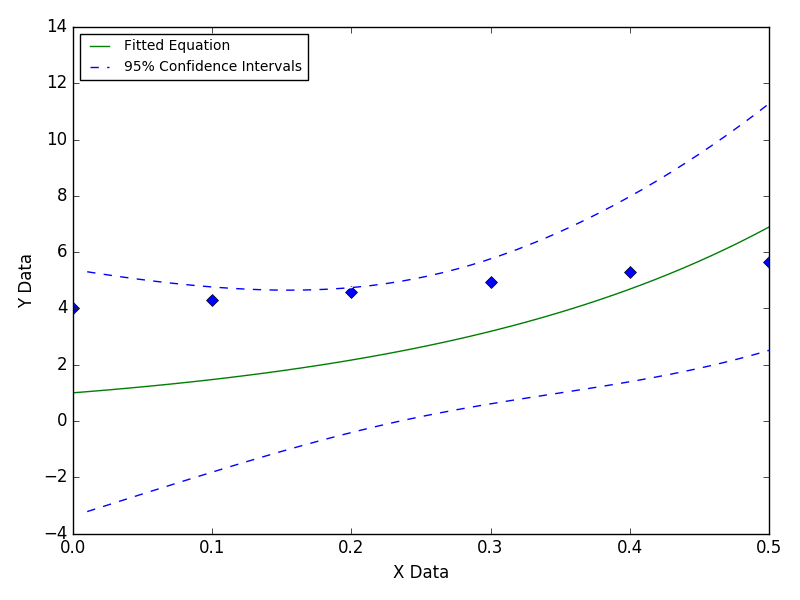 14
12
10
8
6
4
2
0
−2
−4
Y Data
Fitted Equation
95% Confidence Intervals
0.0 0.1 0.2 0.3 0.4 0.5
X Data